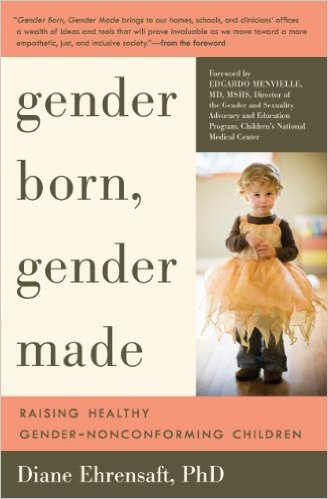 "Gender Born, Gender Made brings to our homes, schools, and clinicians' offices
a wealth of ideas and tools that will prove invaluable as we move toward a more
empathetic, just, and inclusive society."—from the foreword
Foreword by
EDGARDO MENVIELLE,
MD, MSHS, Director of
the Gender and Sexuality
Advocacy and Education
Program, Children's National
Medical Center
gender
born,
gender
made
RAISING HEALTHY
GENDER-NONCONFORMING CHILDREN
Diane Ehrensaft, PhD